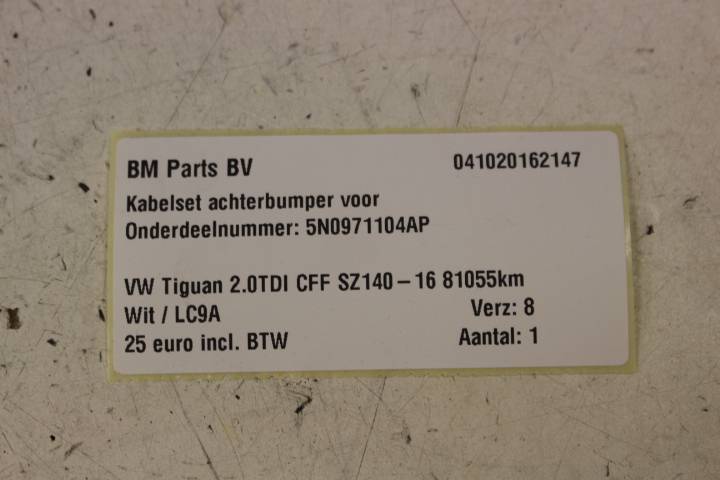 BM Parts BV 041020162147
Kabelset achterbumper voor
Onderdeelnummer: 5N0971104AP
VW Tiguan 2.0TDI CFF SZ140-16 81055km
Wit / LC9A Verz: 8
25 euro incl. BTW Aantal: 1